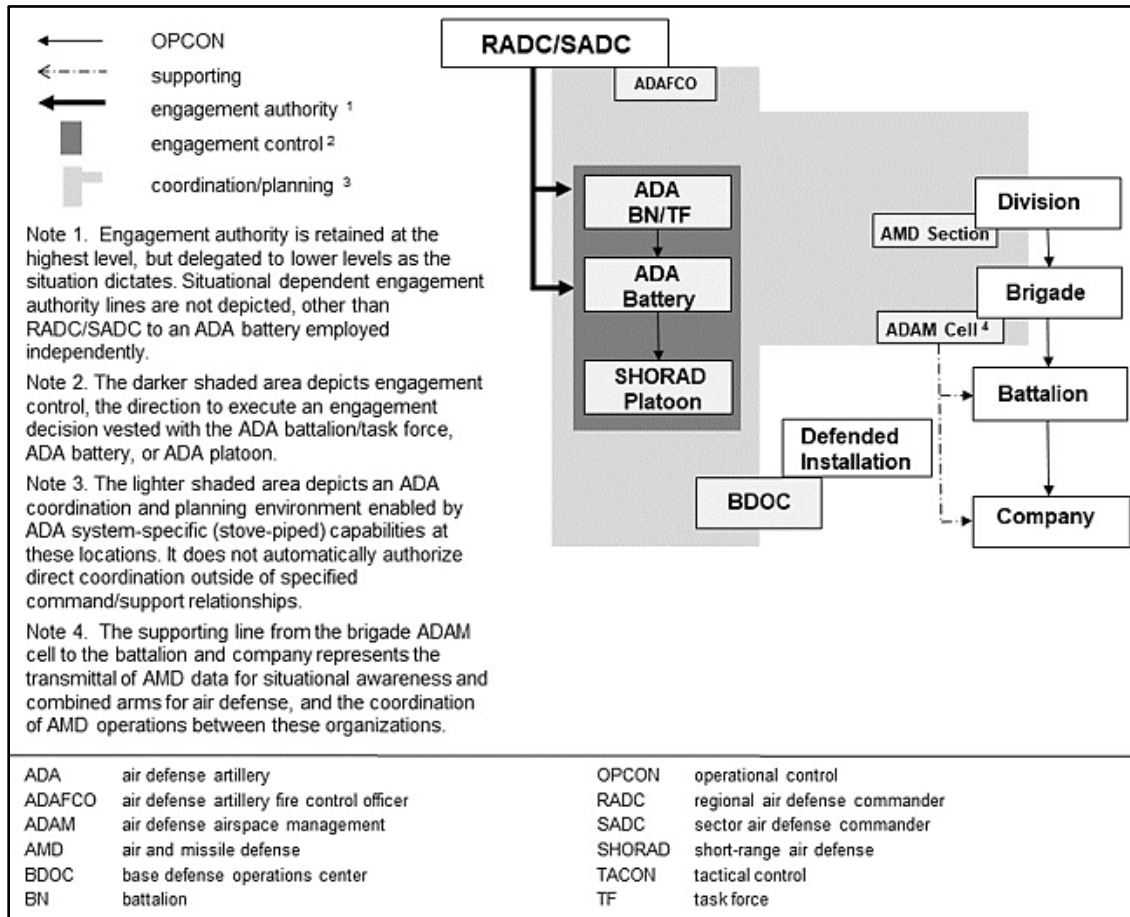 OPCON
supporting
engagement authority 1
engagement control 2
coordination/planning 3
RADC/SADC
ADAFCO
ADA
BN/TF
ADA
Battery
SHORAD
Platoon
Division
AMD Section
Brigade
ADAM Cell 4
Battalion
Defended
Installation
BDOC
Company
Note 1. Engagement authority is retained at the
highest level, but delegated to lower levels as the
situation dictates. Situational dependent engagement
authority lines are not depicted, other than
RADC/SADC to an ADA battery employed
independently.
Note 2. The darker shaded area depicts engagement
control, the direction to execute an engagement
decision vested with the ADA battalion/task force,
ADA battery, or ADA platoon.
Note 3. The lighter shaded area depicts an ADA
coordination and planning environment enabled by
ADA system-specific (stove-piped) capabilities at
these locations. It does not automatically authorize
direct coordination outside of specified
command/support relationships.
Note 4. The supporting line from the brigade ADAM
cell to the battalion and company represents the
transmittal of AMD data for situational awareness and
combined arms for air defense, and the coordination
of AMD operations between these organizations.
ADA air defense artillery
ADAFCO air defense artillery fire control officer
ADAM air defense airspace management
AMD air and missile defense
BDOC base defense operations center
BN battalion
OPCON operational control
RADC regional air defense commander
SADC sector air defense commander
SHORAD short-range air defense
TACON tactical control
TF task force